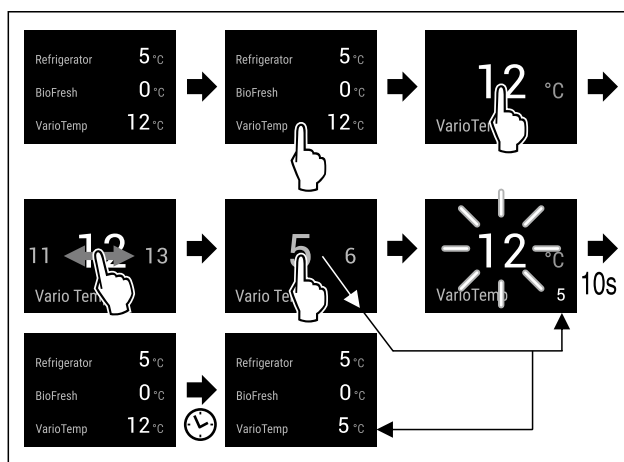 Refrigerator 5 °C
BioFresh 0 °C
VarioTemp 12 °C
Refrigerator 5 °C
BioFresh 0 °C
VarioTemp 12 °C
12 °C
VarioTemp
11 12 13
Vario Temp
5 6
Vario Te
12 °C
VarioTemp 5
10s
Refrigerator 5 °C
BioFresh 0 °C
VarioTemp 12 °C
Refrigerator 5 °C
BioFresh 0 °C
VarioTemp 5 °C